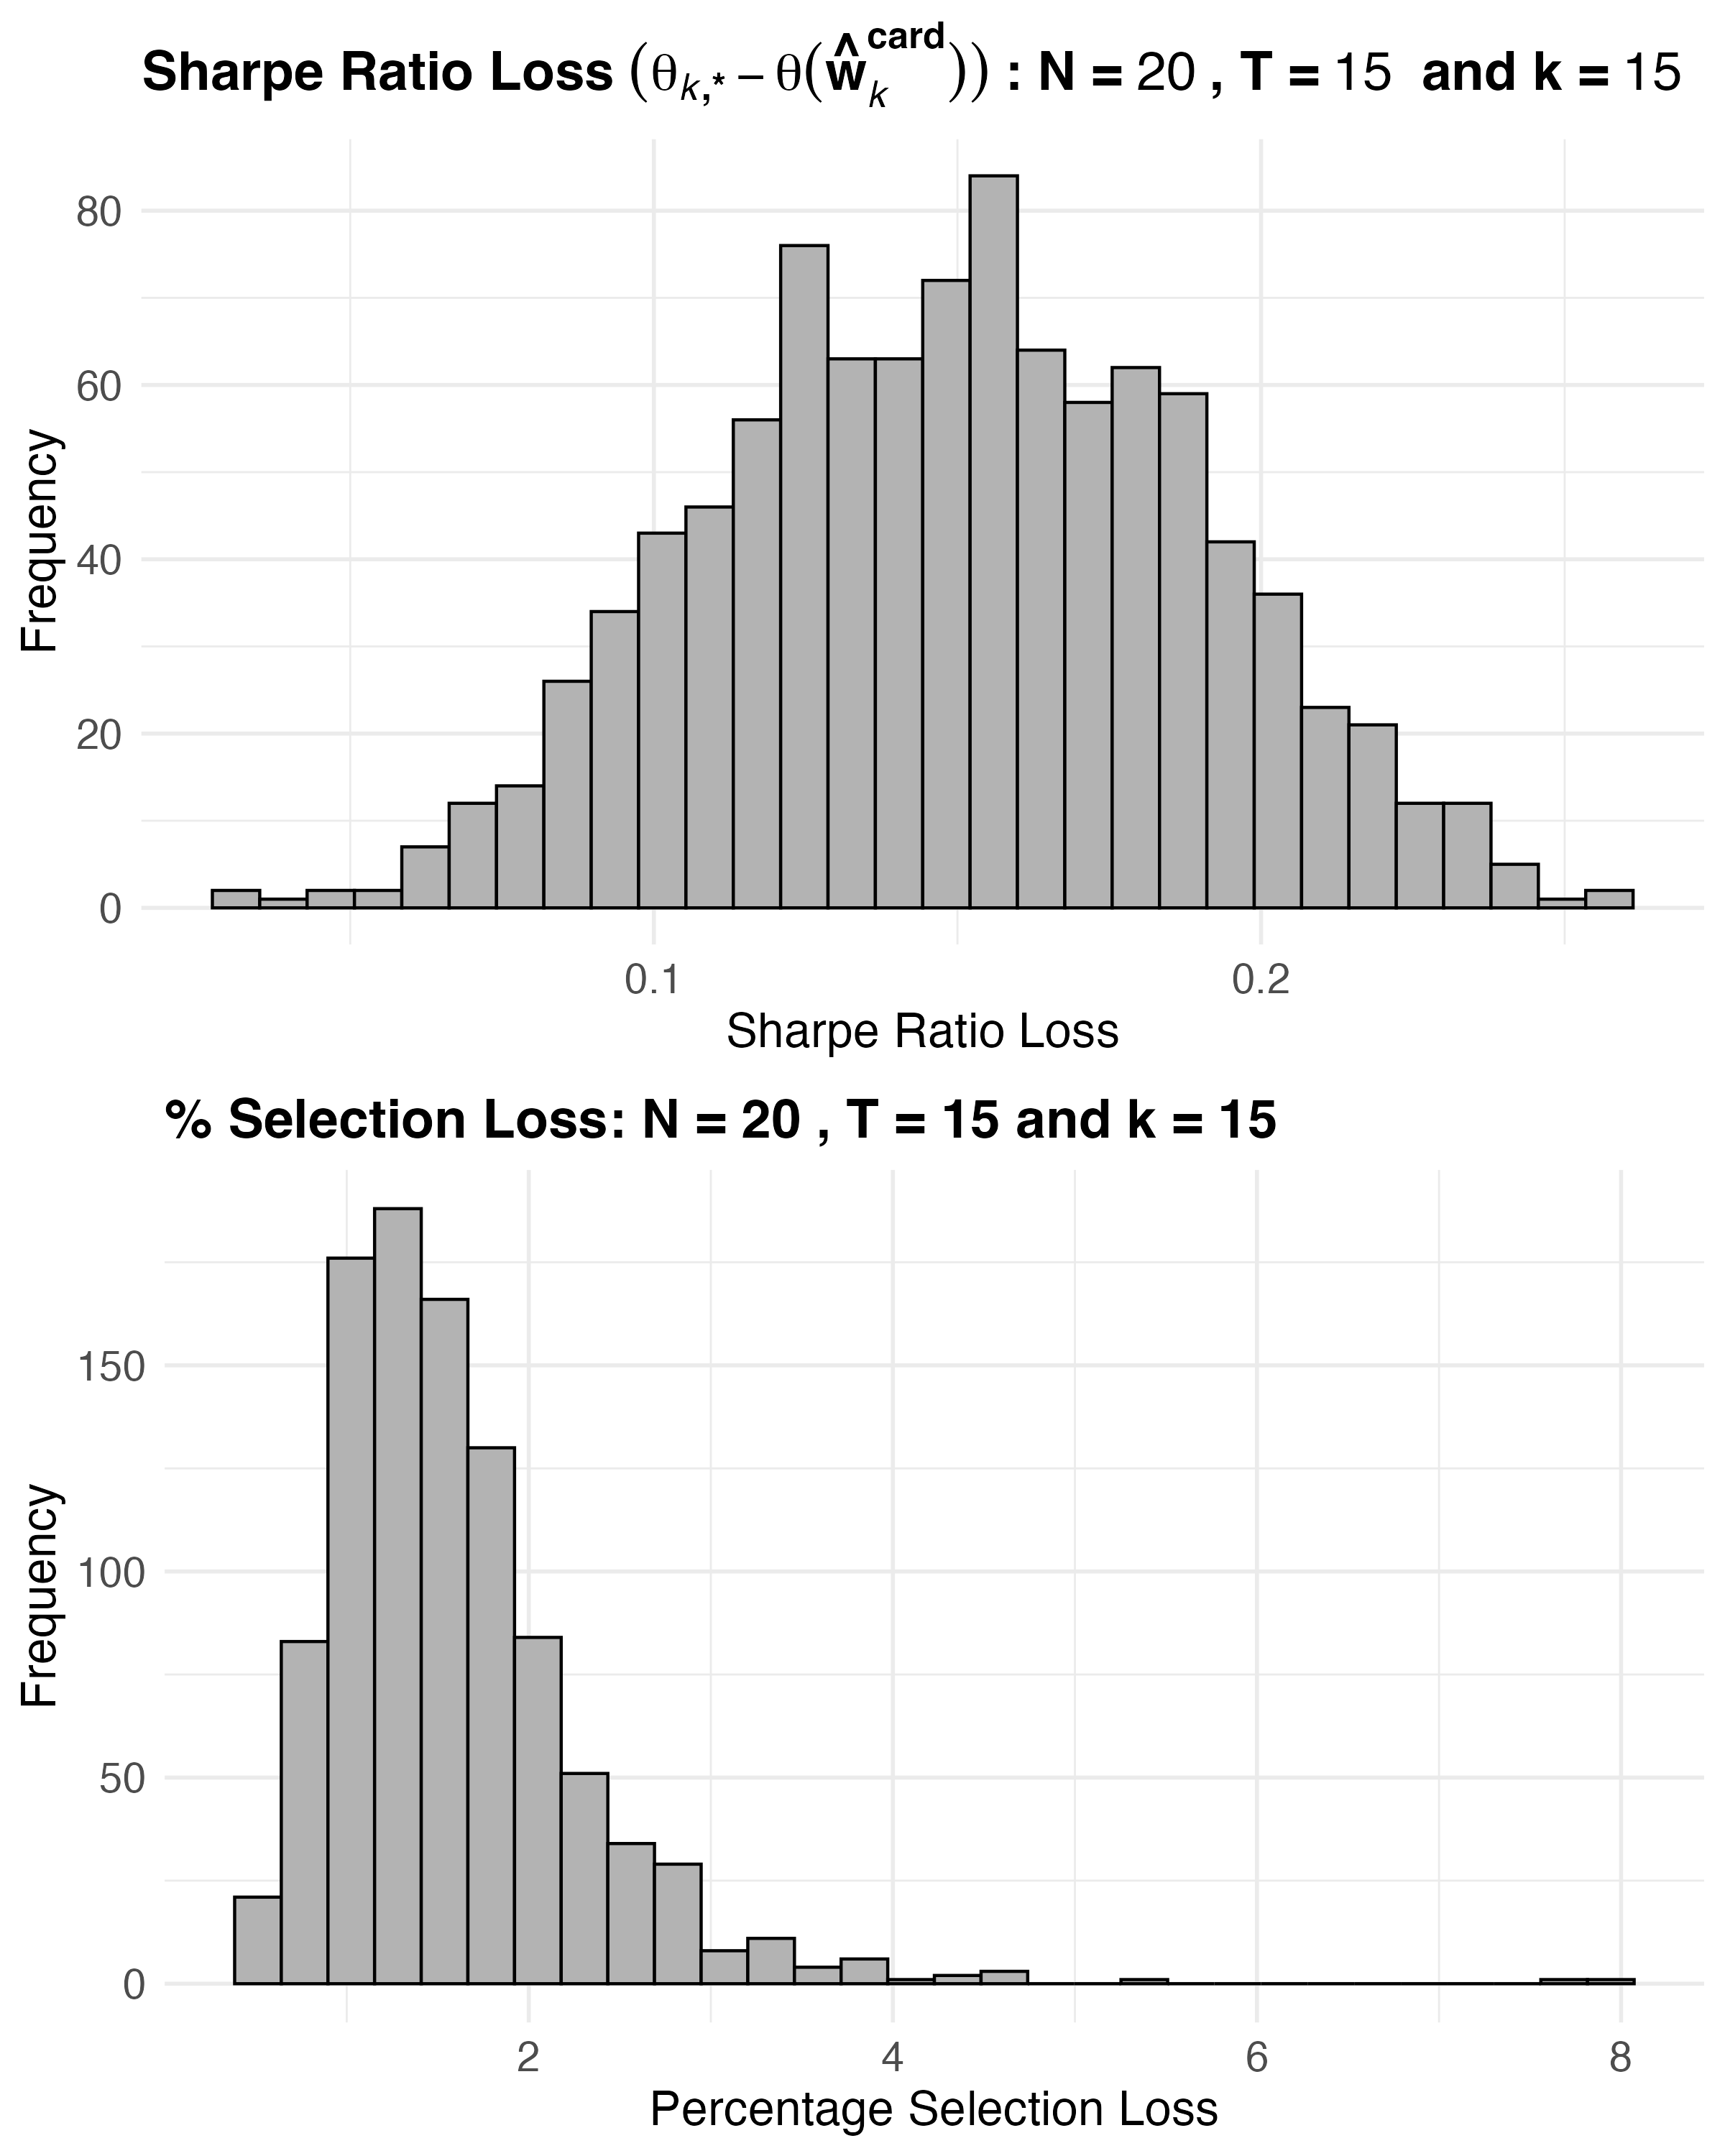 Sharpe Ratio Loss (θk,* − θ(ŵk^card)) : N = 20 , T = 15 and k = 15
80
60
40
20
0
Frequency
0.1 0.2
Sharpe Ratio Loss
% Selection Loss: N = 20 , T = 15 and k = 15
150
100
50
0
Frequency
2 4 6 8
Percentage Selection Loss